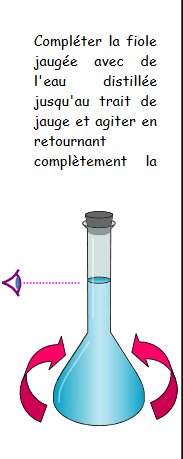 Compléter la fiole
jaugée avec de
l'eau distillée
jusqu'au trait de
jauge et agiter en
retournant
complètement la